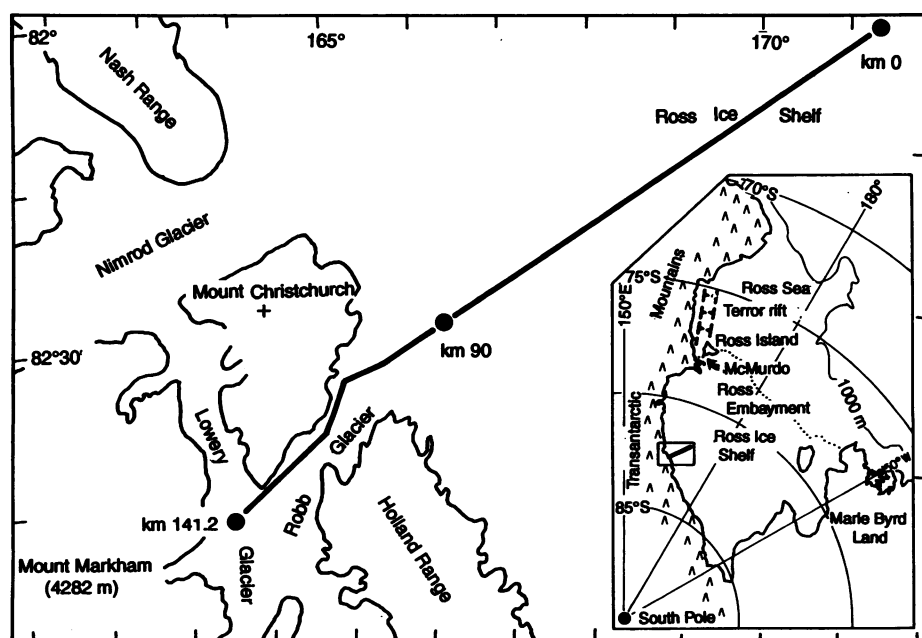 82°
165°
170°
km 0
Nash Range
Ross Ice Shelf
Nimrod Glacier
Mount Christchurch
km 90
82°30'
Lowery
Glacier
Robb
Glacier
Holland Range
km 141.2
Mount Markham
(4282 m)
70°S
180°
75°S
150°E
Mountains
Transantarctic
Ross Sea
Terror rift
Ross Island
McMurdo
Ross
Embayment
1000 m
Ross Ice
Shelf
85°S
Marie Byrd
Land
South Pole